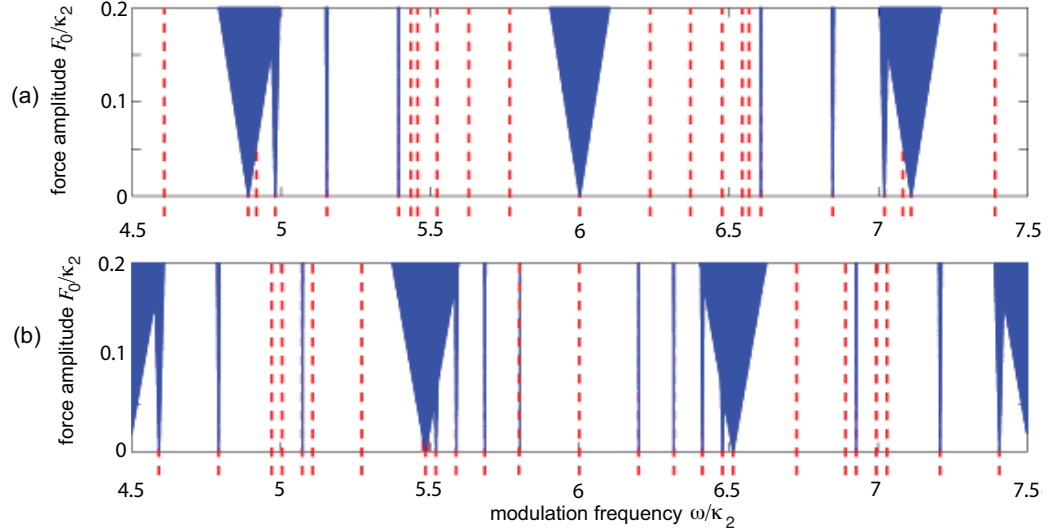 (a)
force amplitude F₀/κ₂
0.2
0.1
0
4.5 5 5.5 6 6.5 7 7.5
(b)
force amplitude F₀/κ₂
0.2
0.1
0
4.5 5 5.5 6 6.5 7 7.5
modulation frequency ω/κ₂